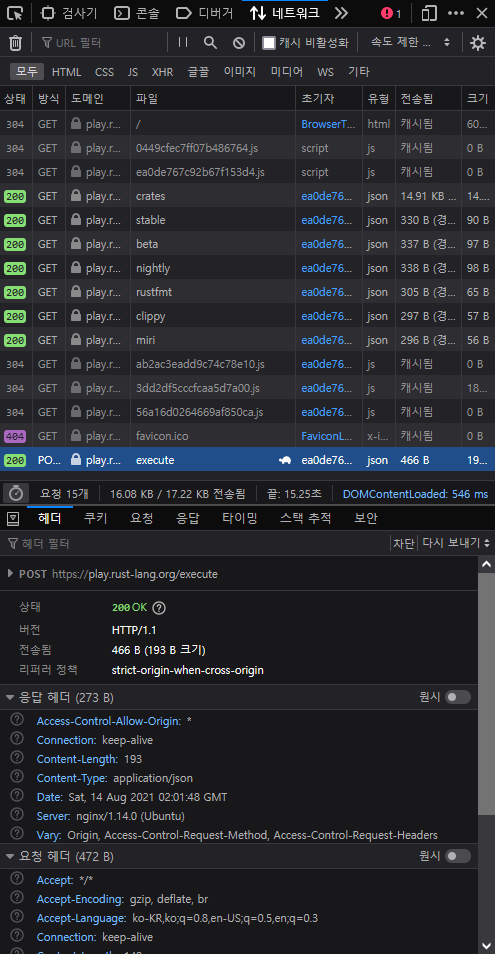 검사기 콘솔 디버거 네트워크 1
URL 필터 캐시 비활성화 속도 제한 ...
모두 HTML CSS JS XHR 글꼴 이미지 미디어 WS 기타
상태 방식 도메인 파일 초기자 유형 전송됨 크기
304 GET play.r... / BrowserT... html 캐시됨 60...
304 GET play.r... 0449cfec7ff07b486764.js script js 캐시됨 0 B
304 GET play.r... ea0de767c92b67f153d4.js script js 캐시됨 0 B
200 GET play.r... crates ea0de76... json 14.91 KB ... 14...
200 GET play.r... stable ea0de76... json 330 B (경... 90 B
200 GET play.r... beta ea0de76... json 337 B (경... 97 B
200 GET play.r... nightly ea0de76... json 338 B (경... 98 B
200 GET play.r... rustfmt ea0de76... json 305 B (경... 65 B
200 GET play.r... clippy ea0de76... json 297 B (경... 57 B
200 GET play.r... miri ea0de76... json 296 B (경... 56 B
304 GET play.r... ab2ac3eadd9c74c78e10.js ea0de76... js 캐시됨 0 B
304 GET play.r... 3dd2df5cccfcaa5d7a00.js ea0de76... js 캐시됨 18...
304 GET play.r... 56a16d0264669af850ca.js ea0de76... js 캐시됨 0 B
404 GET play.r... favicon.ico FaviconL... x-i... 캐시됨 0 B
200 PO... play.r... execute ea0de76... json 466 B 19...
요청 15개 16.08 KB / 17.22 KB 전송됨 끝: 15.25초 DOMContentLoaded: 546 ms
헤더 쿠키 요청 응답 타이밍 스택 추적 보안
헤더 필터 차단 다시 보내기
POST https://play.rust-lang.org/execute
상태 200 OK
버전 HTTP/1.1
전송됨 466 B (193 B 크기)
리퍼러 정책 strict-origin-when-cross-origin
응답 헤더 (273 B) 원시
Access-Control-Allow-Origin: *
Connection: keep-alive
Content-Length: 193
Content-Type: application/json
Date: Sat, 14 Aug 2021 02:01:48 GMT
Server: nginx/1.14.0 (Ubuntu)
Vary: Origin, Access-Control-Request-Method, Access-Control-Request-Headers
요청 헤더 (472 B) 원시
Accept: */*
Accept-Encoding: gzip, deflate, br
Accept-Language: ko-KR,ko;q=0.8,en-US;q=0.5,en;q=0.3
Connection: keep-alive